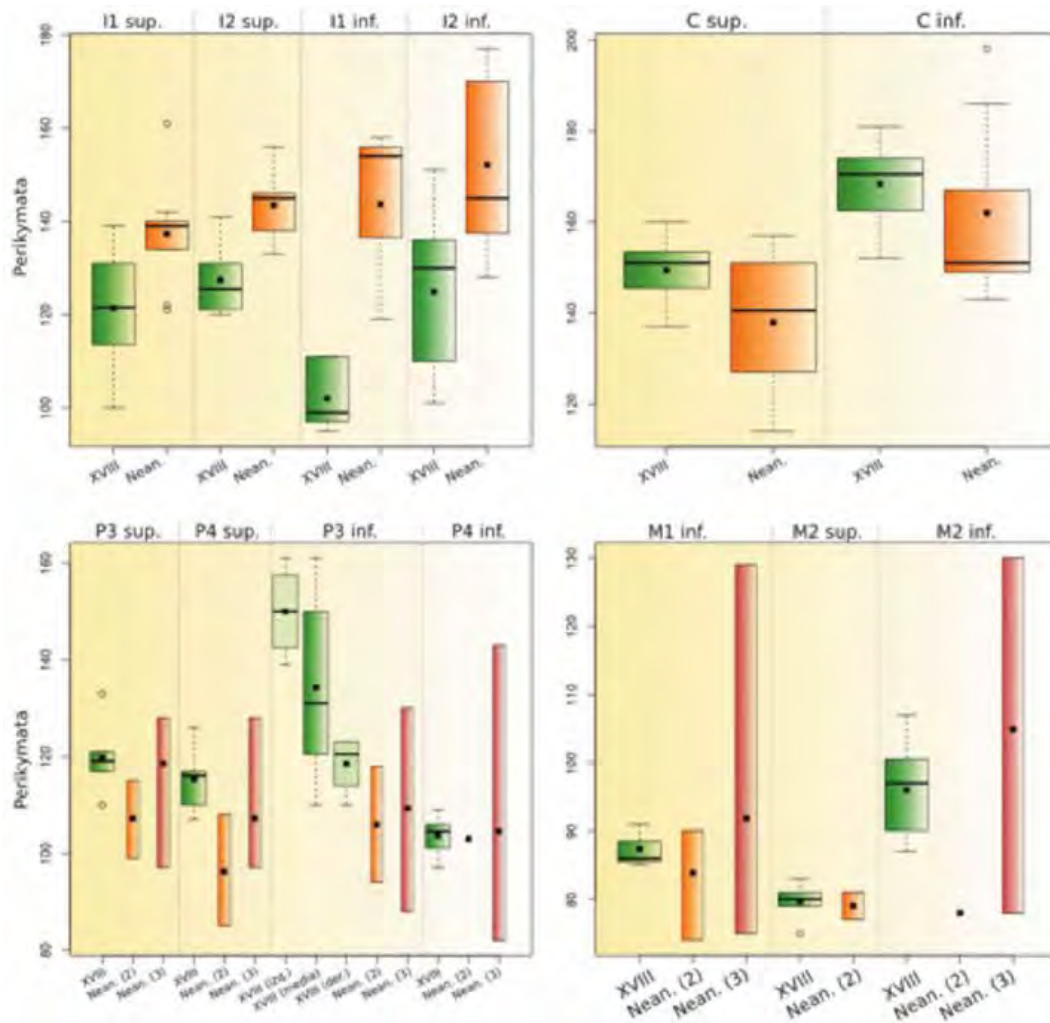 I1 sup. I2 sup. I1 inf. I2 inf.
Perikymata
180
160
140
120
100
XVIII Nean. XVIII Nean. XVIII Nean. XVIII Nean.
C sup. C inf.
200
180
160
140
120
XVIII Nean. XVIII Nean.
P3 sup. P4 sup. P3 inf. P4 inf.
Perikymata
160
140
120
100
80
XVIII Nean. (2) Nean. (3) XVIII Nean. (2) Nean. (3) XVIII (izq.) XVIII (media) XVIII (der.) Nean. (2) Nean. (3) XVIII Nean. (2) Nean. (3)
M1 inf. M2 sup. M2 inf.
130
120
110
100
90
80
XVIII Nean. (2) Nean. (3) XVIII Nean. (2) XVIII Nean. (2) Nean. (3)